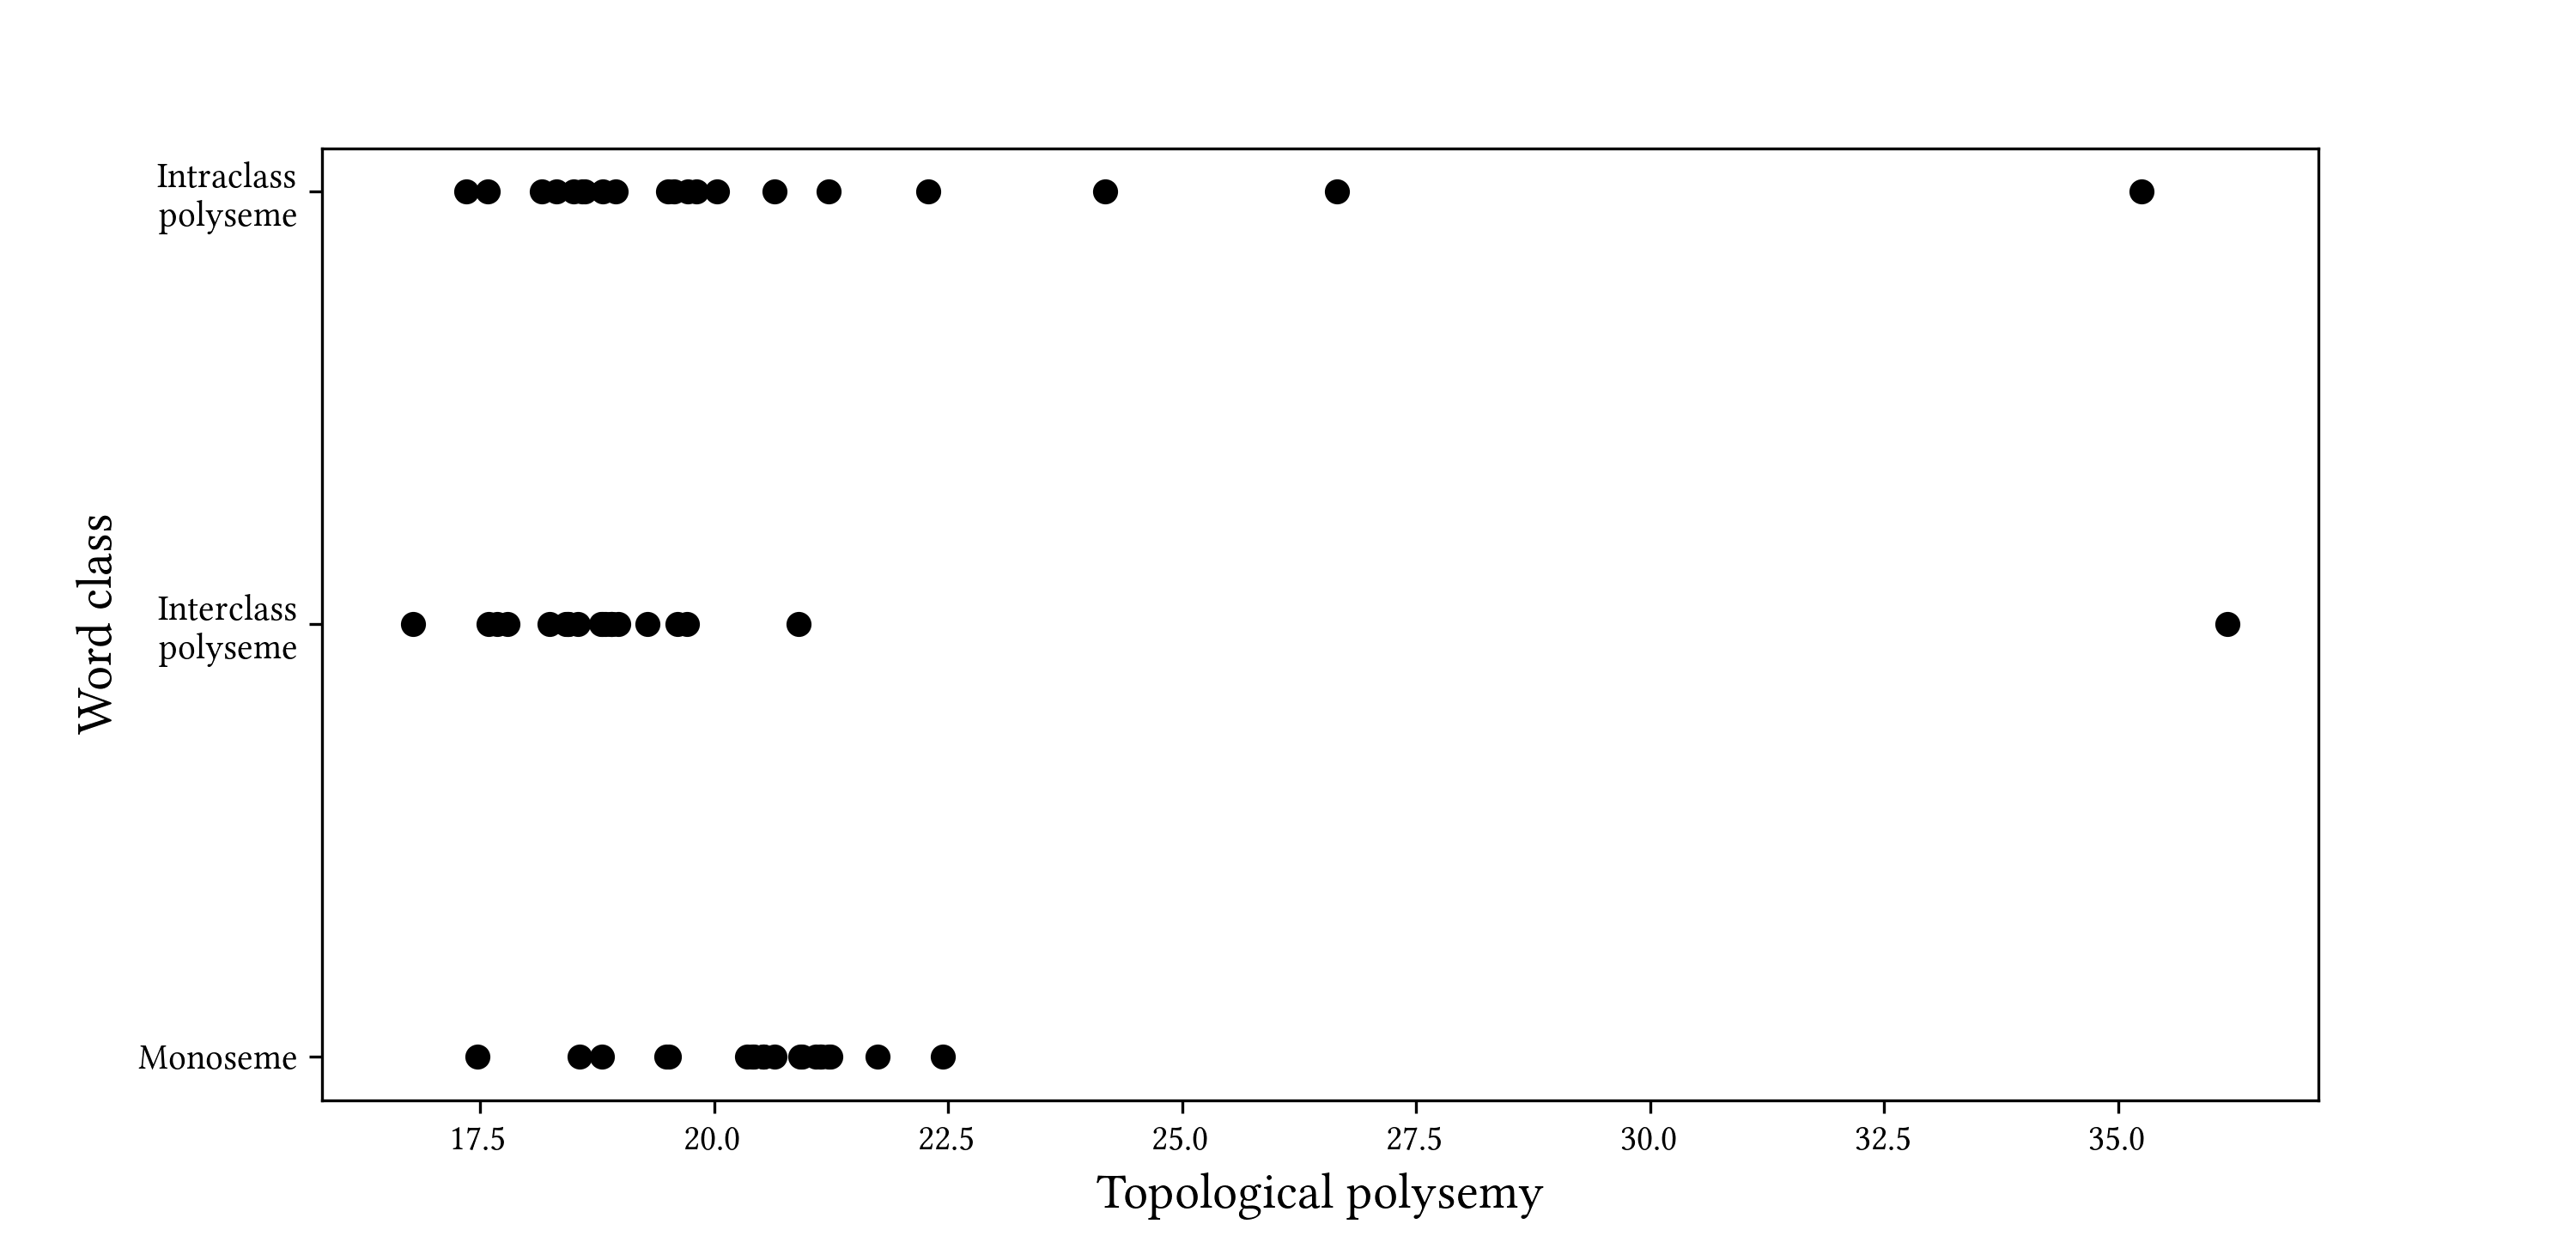 Intraclass
polyseme
Word class
Interclass
polyseme
Monoseme
17.5 20.0 22.5 25.0 27.5 30.0 32.5 35.0
Topological polysemy